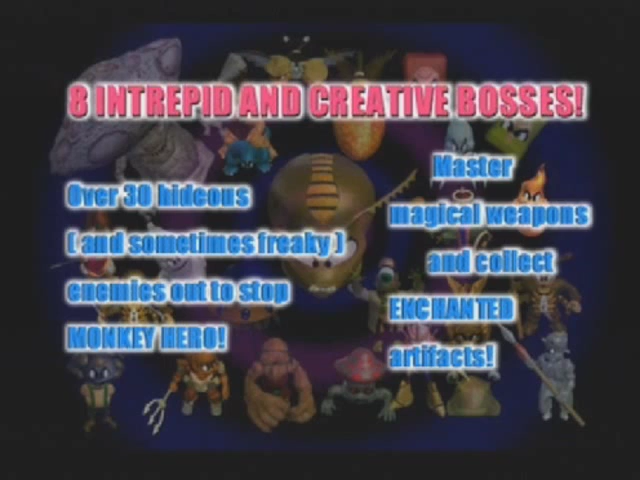 8 INTREPID AND CREATIVE BOSSES!
Over 30 hideous
( and sometimes freaky )
enemies out to stop
MONKEY HERO!
Master
magical weapons
and collect
ENCHANTED
artifacts!